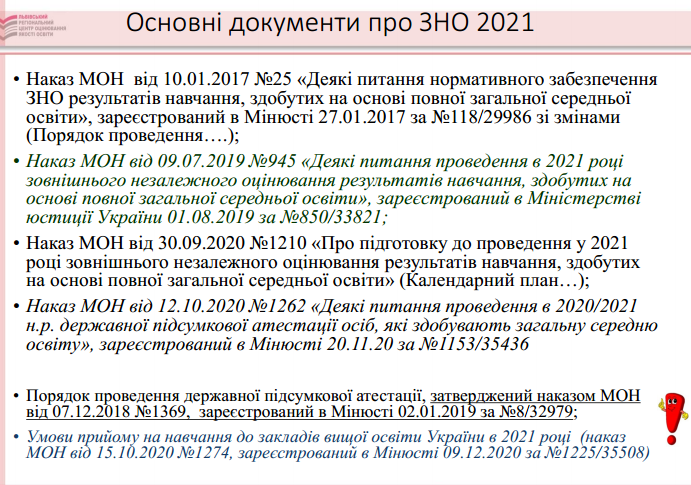 ЛЬВІВСЬКИЙ
РЕГІОНАЛЬНИЙ
ЦЕНТР ОЦІНЮВАННЯ
ЯКОСТІ ОСВІТИ
Основні документи про ЗНО 2021
• Наказ МОН від 10.01.2017 №25 «Деякі питання нормативного забезпечення
ЗНО результатів навчання, здобутих на основі повної загальної середньої
освіти», зареєстрований в Мінюсті 27.01.2017 за №118/29986 зі змінами
(Порядок проведення….);
• Наказ МОН від 09.07.2019 №945 «Деякі питання проведення в 2021 році
зовнішнього незалежного оцінювання результатів навчання, здобутих на
основі повної загальної середньої освіти», зареєстрований в Міністерстві
юстиції України 01.08.2019 за №850/33821;
• Наказ МОН від 30.09.2020 №1210 «Про підготовку до проведення у 2021
році зовнішнього незалежного оцінювання результатів навчання, здобутих
на основі повної загальної середньої освіти» (Календарний план…);
• Наказ МОН від 12.10.2020 №1262 «Деякі питання проведення в 2020/2021
н.р. державної підсумкової атестації осіб, які здобувають загальну середню
освіту», зареєстрований в Мінюсті 20.11.20 за №1153/35436
• Порядок проведення державної підсумкової атестації, затверджений наказом МОН
від 07.12.2018 №1369, зареєстрований в Мінюсті 02.01.2019 за №8/32979;
• Умови прийому на навчання до закладів вищої освіти України в 2021 році (наказ
МОН від 15.10.2020 №1274, зареєстрований в Мінюсті 09.12.2020 за №1225/35508)